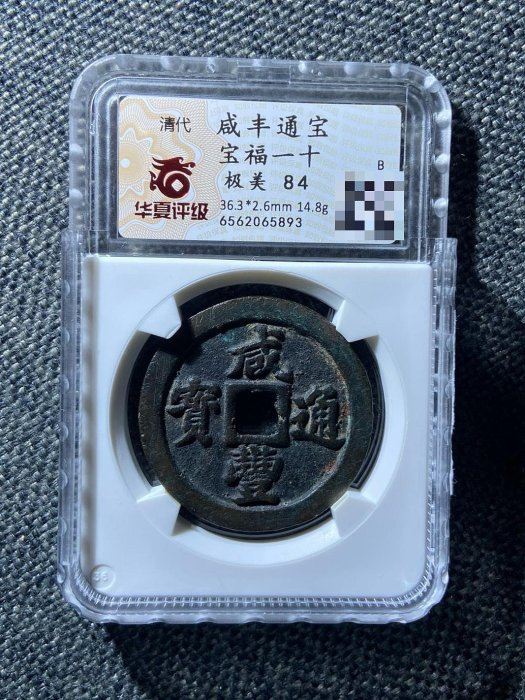 清代
华夏评级
咸丰通宝
宝福一十
极美 84
36.3*2.6mm 14.8g
6562065893
B
咸
寶 通
豐